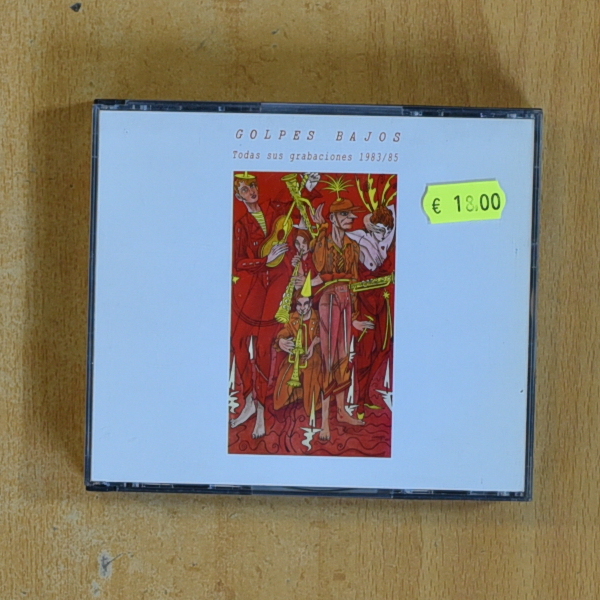 GOLPES BAJOS
Todas sus grabaciones 1983/85
€ 18.00